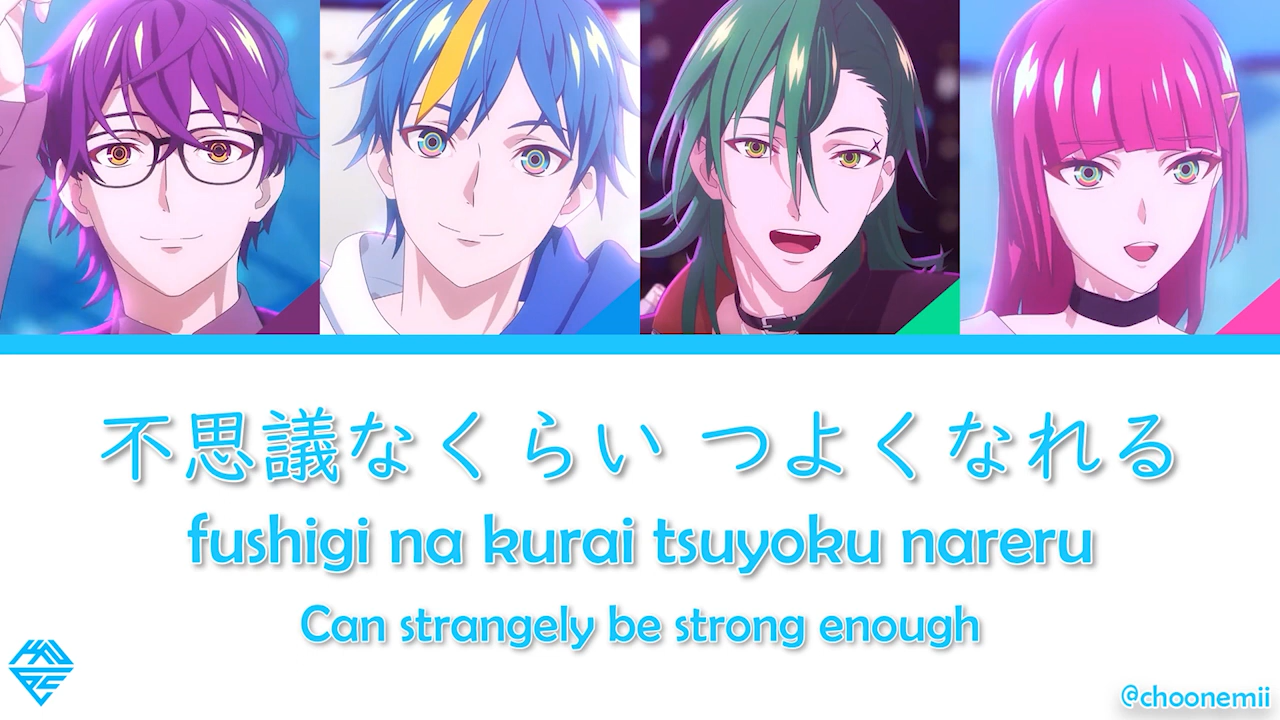 不思議なくらい つよくなれる
fushigi na kurai tsuyoku nareru
Can strangely be strong enough
@choonemii